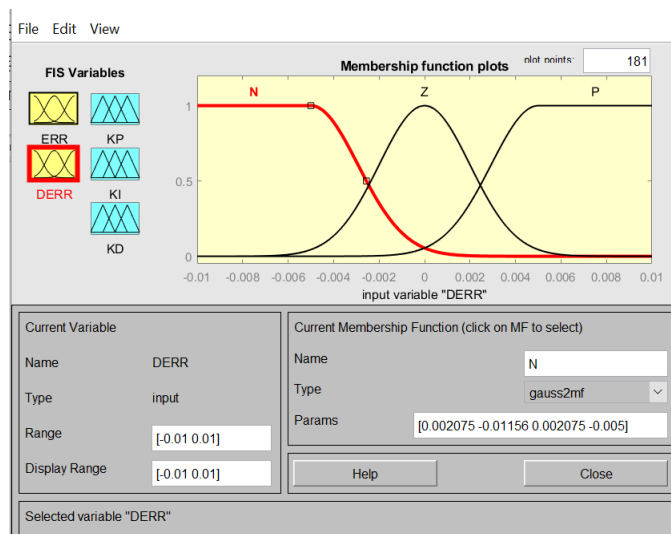 File Edit View
FIS Variables
ERR
KP
DERR
KI
KD
Membership function plots
plot points:
181
N
Z
P
1
0.5
0
-0.01 -0.008 -0.006 -0.004 -0.002 0 0.002 0.004 0.006 0.008 0.01
input variable "DERR"
Current Variable
Name DERR
Type input
Range [-0.01 0.01]
Display Range [-0.01 0.01]
Current Membership Function (click on MF to select)
Name N
Type gauss2mf
Params [0.002075 -0.01156 0.002075 -0.005]
Help Close
Selected variable "DERR"